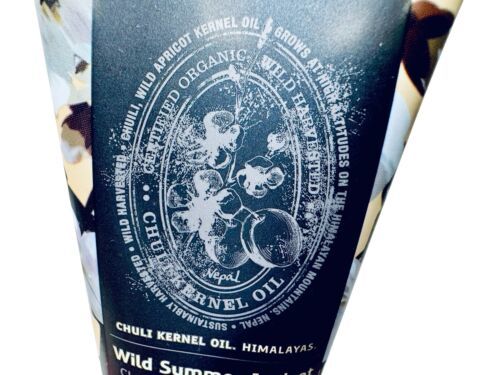 CHUILI, WILD APRICOT KERNEL OIL • GROWS AT HIGH ALTITUDES ON THE HIMALAYAN MOUNTAINS, NEPAL • SUSTAINABLY HARVESTED • WILD HARVESTED •
CERTIFIED ORGANIC • WILD HARVESTED
CHULI KERNEL OIL
Nepal
CHULI KERNEL OIL. HIMALAYAS.
Wild Summer